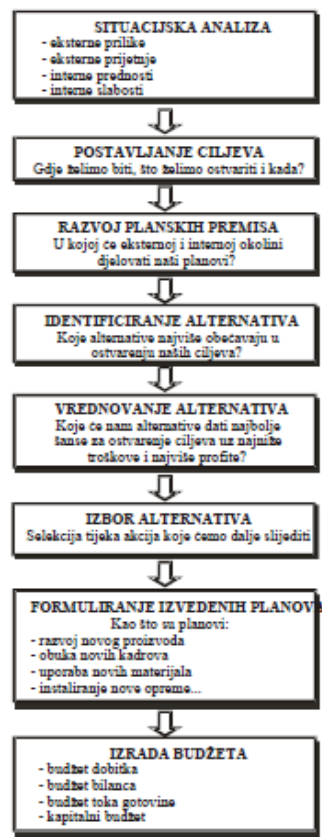 SITUACIJSKA ANALIZA
- eksterne prilike
- eksterne prijetnje
- interne prednosti
- interne slabosti
POSTAVLJANJE CILJEVA
Gdje želimo biti, što želimo ostvariti i kada?
RAZVOJ PLANSKIH PREMISA
U kojoj će eksternoj i internoj okolini
djelovati naši planovi?
IDENTIFICIRANJE ALTERNATIVA
Koje alternative najviše obećavaju u
ostvarenju naših ciljeva?
VREDNOVANJE ALTERNATIVA
Koje će nam alternative dati najbolje
šanse za ostvarenje ciljeva uz najniže
troškove i najviše profite?
IZBOR ALTERNATIVA
Selekcija tijeka akcija koje ćemo dalje slijediti
FORMULIRANJE IZVEDENIH PLANOVA
Kao što su planovi:
- razvoj novog proizvoda
- obuka novih kadrova
- uporaba novih materijala
- instaliranje nove opreme...
IZRADA BUDŽETA
- budžet dobitka
- budžet bilanca
- budžet toka gotovine
- kapitalni budžet